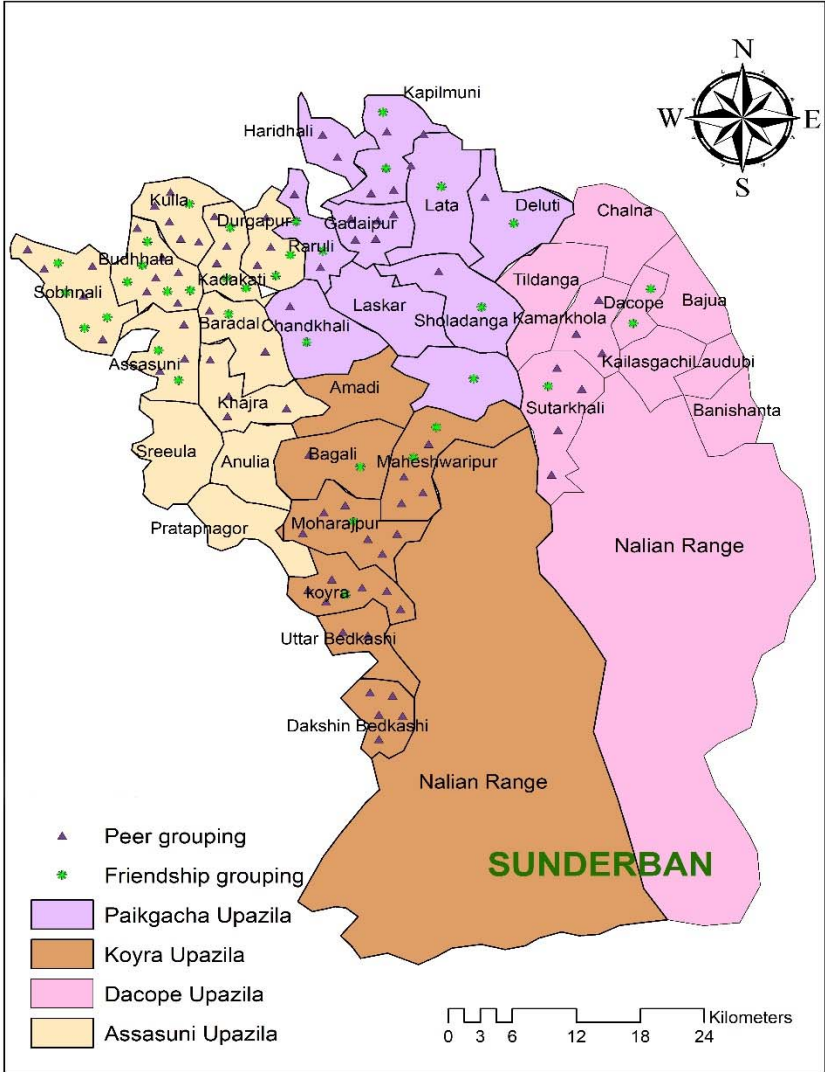 N
W E
S
Kapilmuni
Haridhali
Kulla
Durgapur
Gadaipur
Lata
Deluti
Chalna
Raruli
Budhhata
Kadakati
Tildanga
Sobhnali
Laskar
Dacope
Bajua
Baradal
Chandkhali
Sholadanga
Kamarkhola
Assasuni
Kailasgachi
Laudubi
Amadi
Khajra
Sutarkhali
Banishanta
Sreeula
Anulia
Bagali
Maheshwaripur
Moharajpur
Prataphagor
Nalian Range
koyra
Uttar Bedkashi
Dakshin Bedkashi
Nalian Range
SUNDERBAN
Peer grouping
Friendship grouping
Paikgacha Upazila
Koyra Upazila
Dacope Upazila
Assasuni Upazila
Kilometers
0 3 6 12 18 24